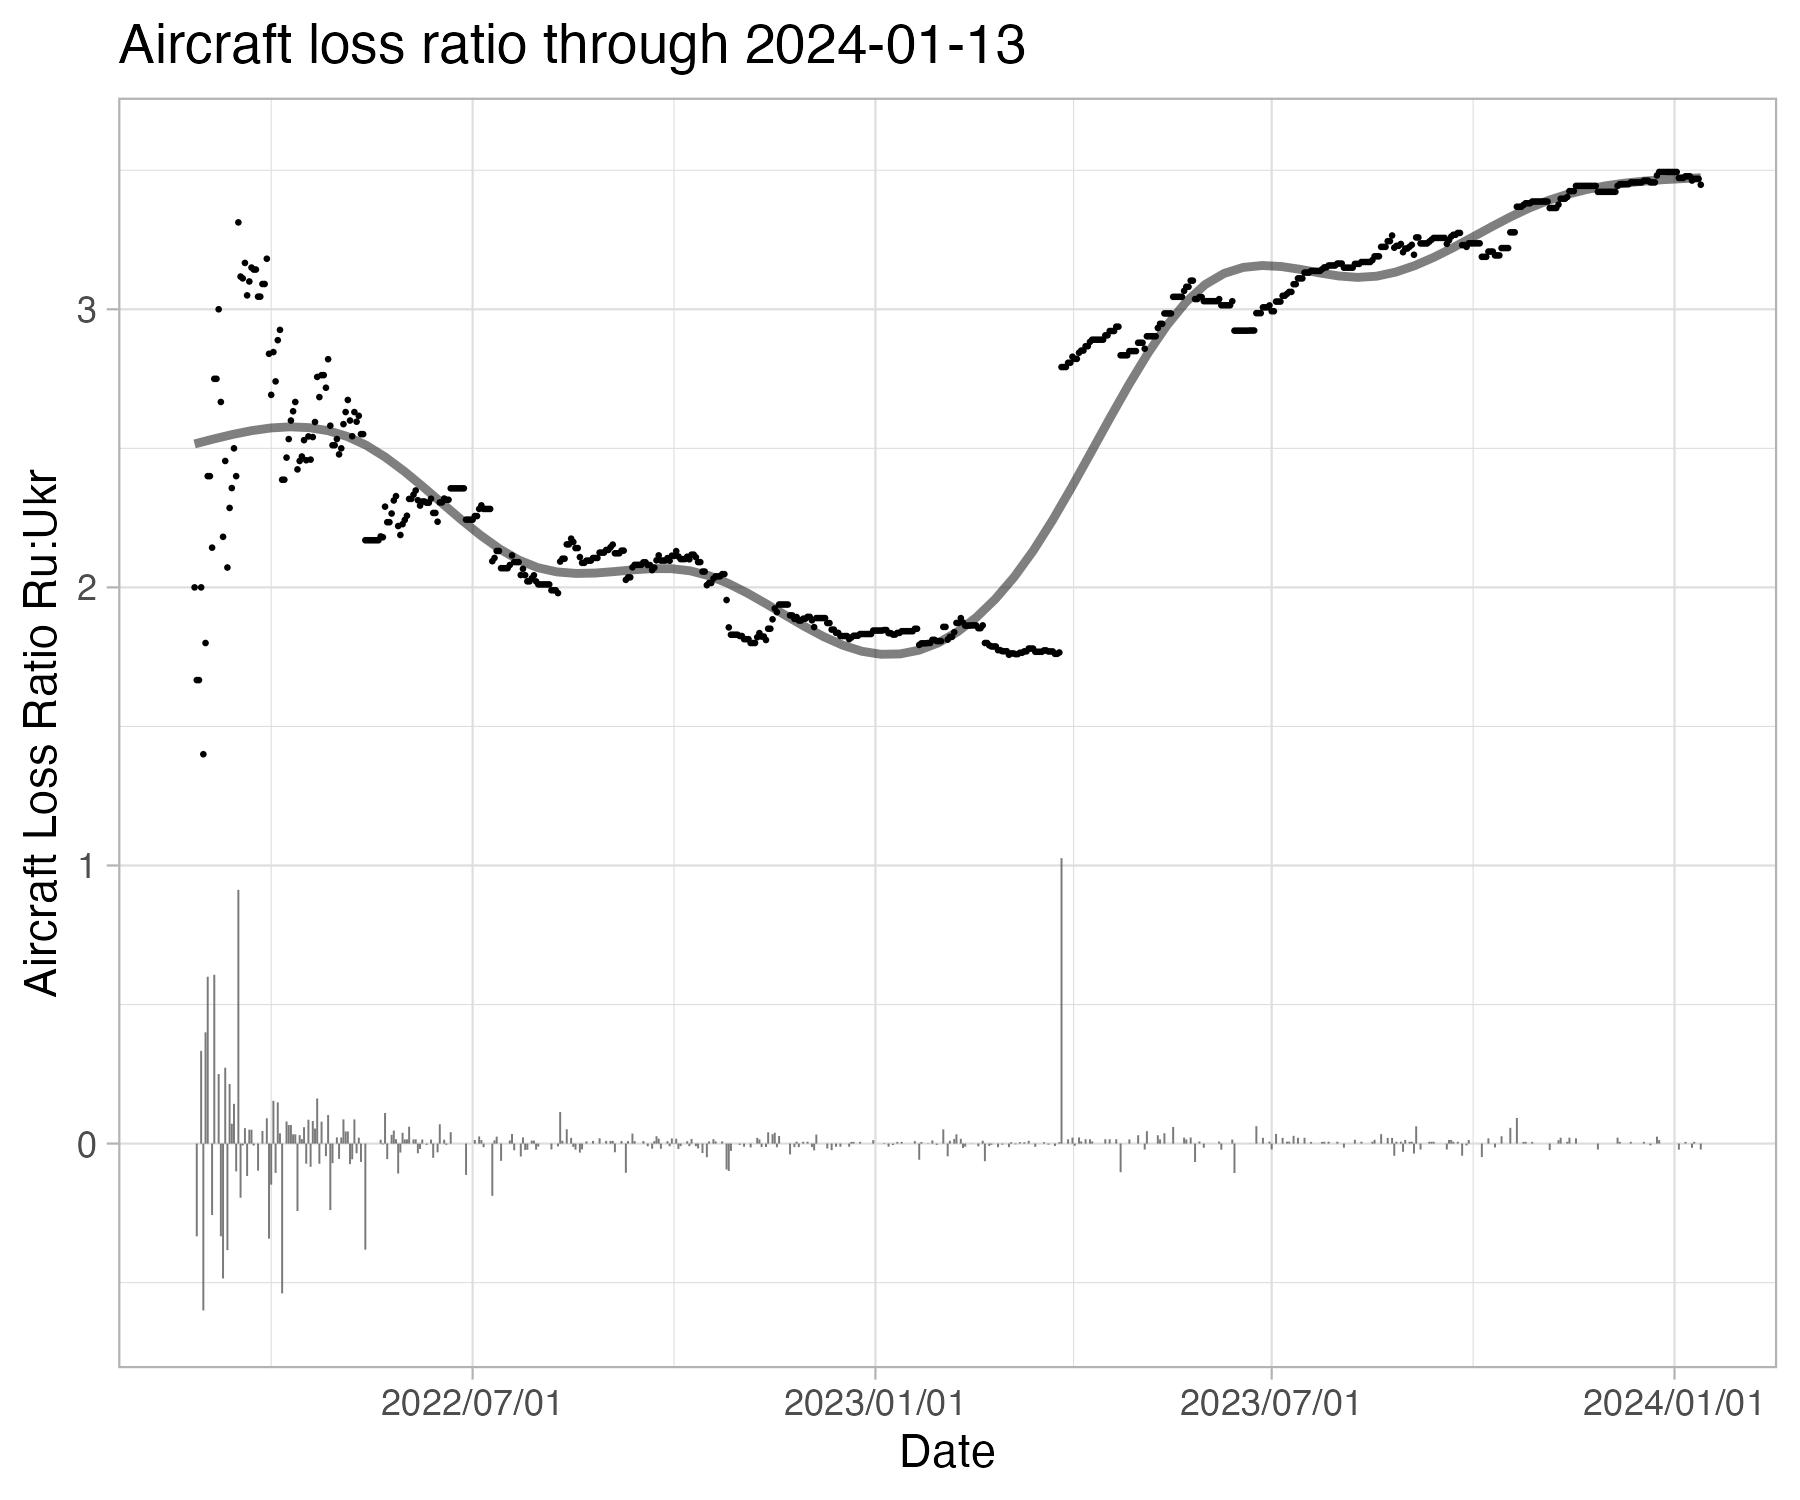 Aircraft loss ratio through 2024-01-13
Aircraft Loss Ratio Ru:Ukr
3
2
1
0
2022/07/01
2023/01/01
2023/07/01
2024/01/01
Date